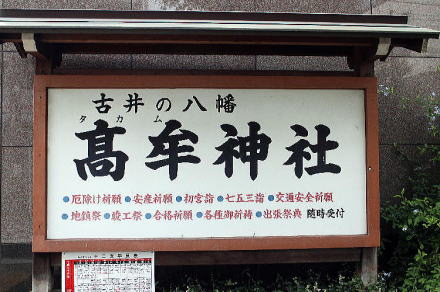 古井の八幡
タカム
髙牟神社
●厄除け祈願 ●安産祈願 ●初宮詣 ●七五三詣 ●交通安全祈願
●地鎮祭 ●竣工祭 ●合格祈願 ●各種御祈祷 ●出張祭典 随時受付